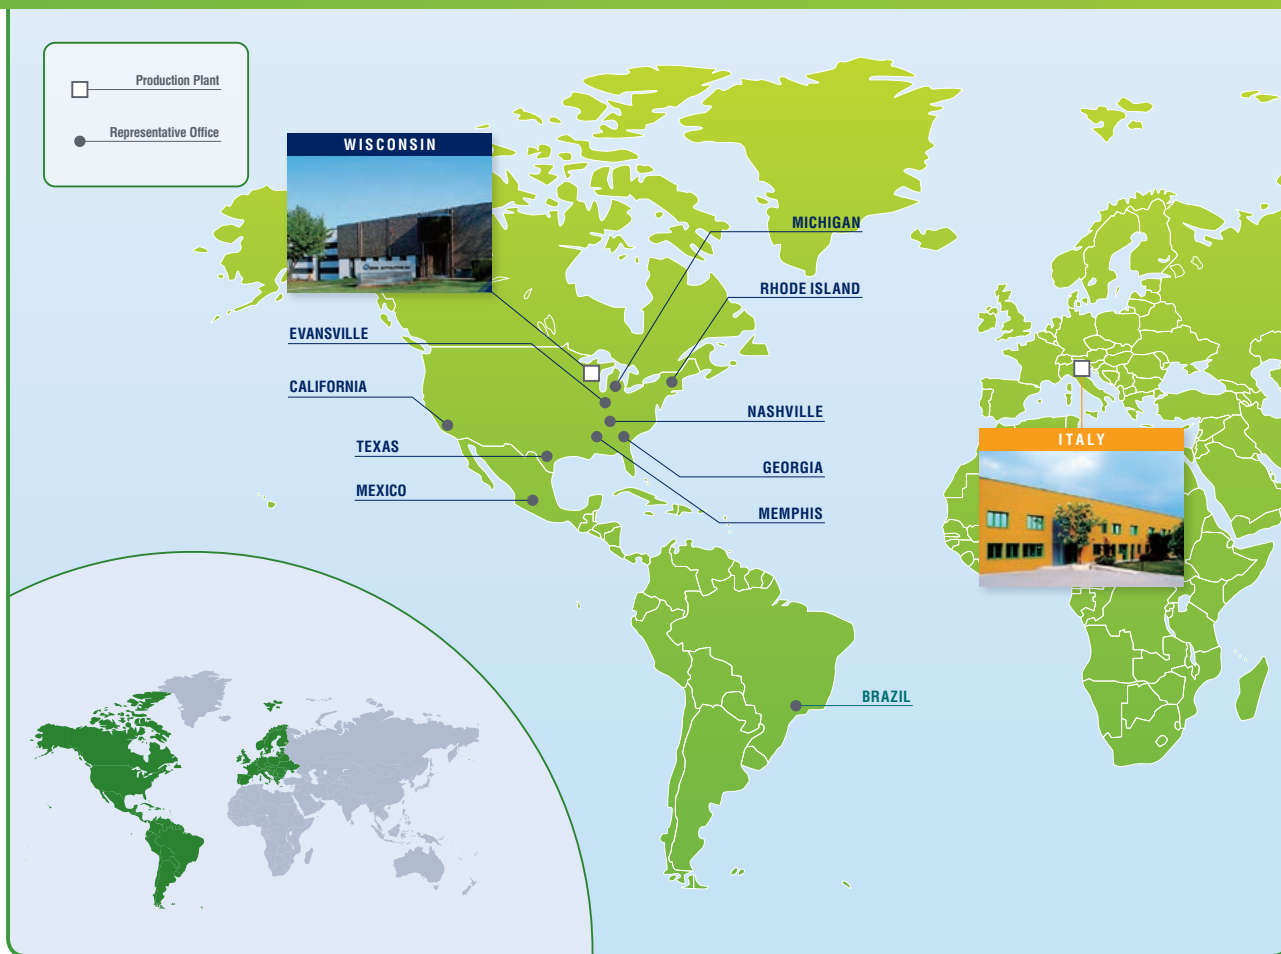 Production Plant
Representative Office
WISCONSIN
MICHIGAN
RHODE ISLAND
EVANSVILLE
CALIFORNIA
NASHVILLE
TEXAS
GEORGIA
MEXICO
MEMPHIS
ITALY
BRAZIL